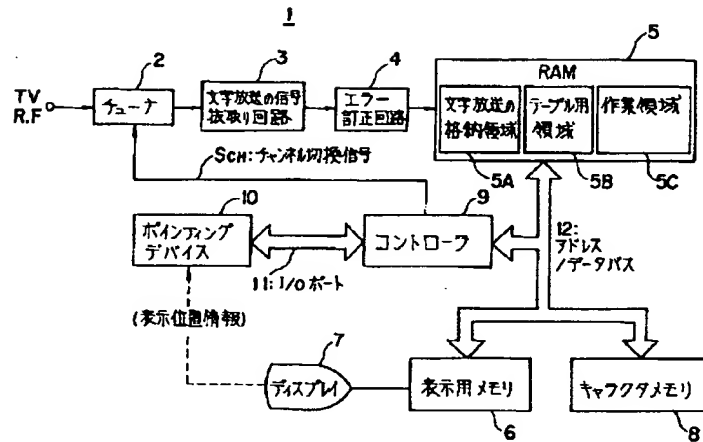 1
2
3
4
5
TV
R.F
チューナ
文字放送の信号
抜取り回路
エラー
訂正回路
RAM
文字放送の
格納領域
テーブル用
領域
作業領域
5A
5B
5C
SCH:チャンネル切換信号
10
9
ポインティング
デバイス
コントローラ
11:I/Oポート
12:
アドレス
/データバス
(表示位置情報)
7
ディスプレイ
表示用メモリ
キャラクタメモリ
6
8